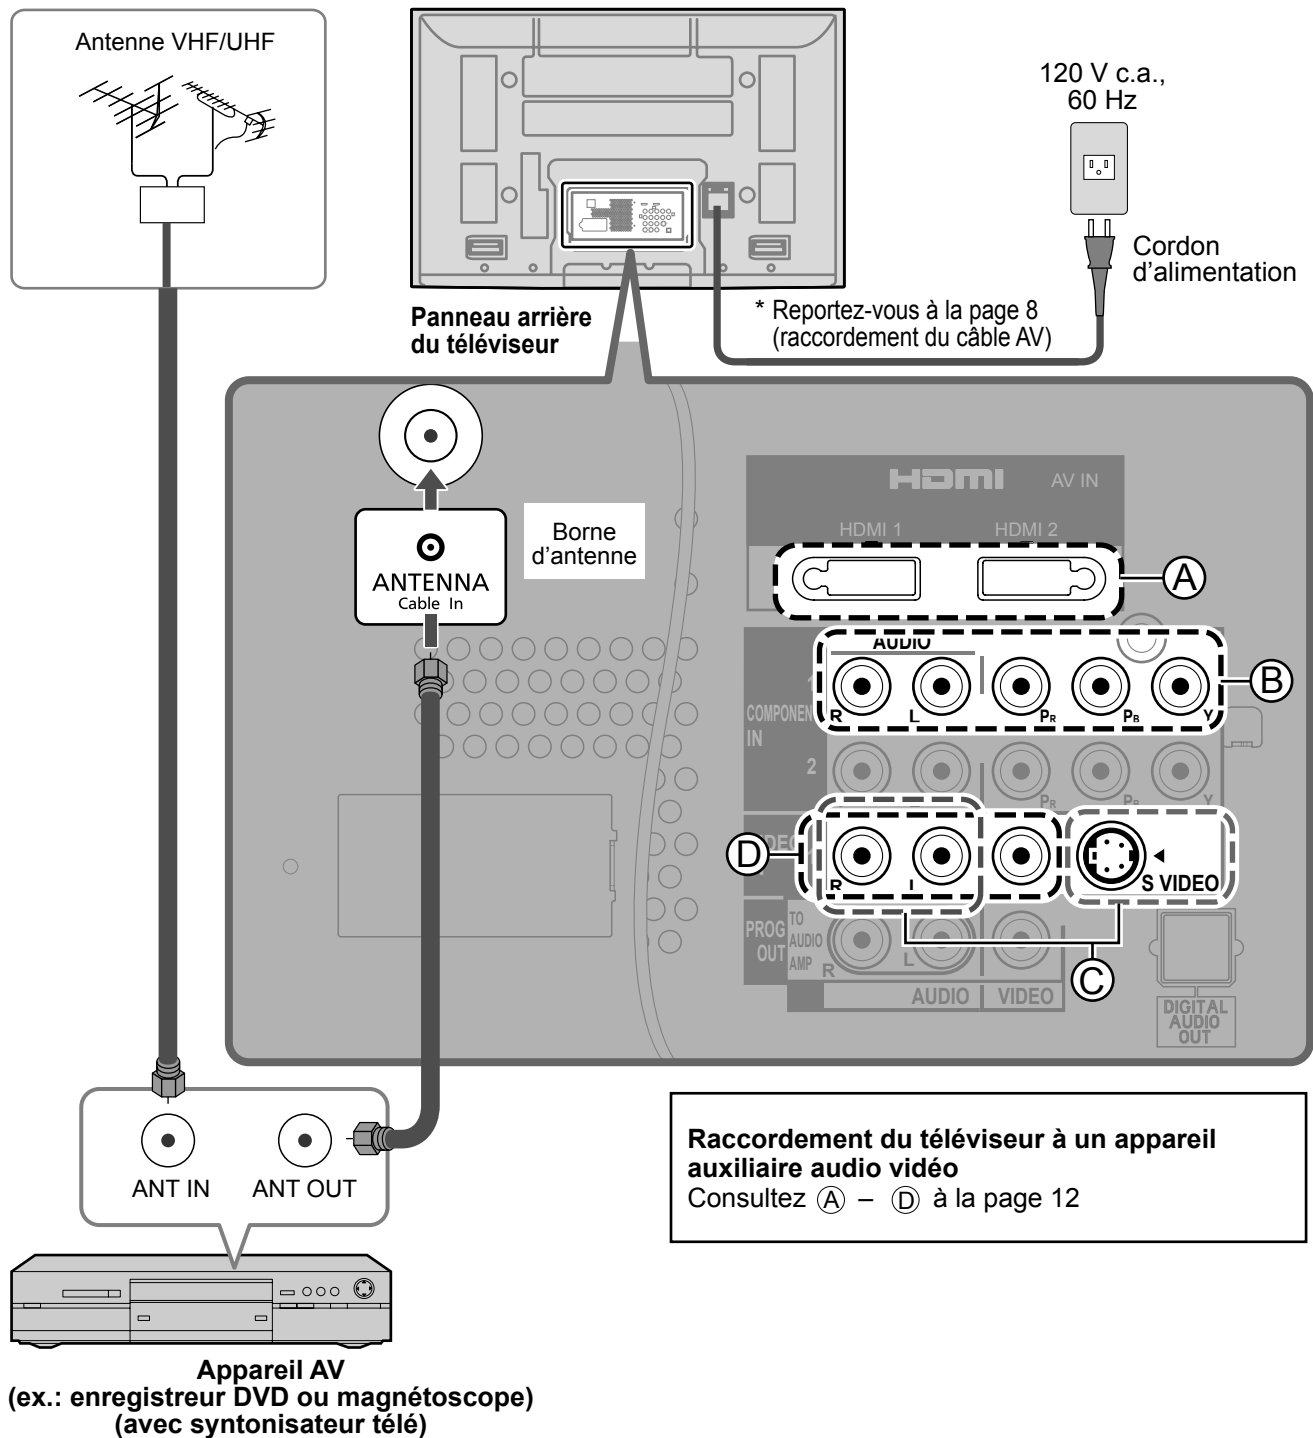 Antenne VHF/UHF
120 V c.a.,
60 Hz
Cordon
d'alimentation
* Reportez-vous à la page 8
(raccordement du câble AV)
Panneau arrière
du téléviseur
HDMI
AV IN
HDMI 1
HDMI 2
A
ANTENNA
Cable In
Borne
d'antenne
AUDIO
1
R
L
PR
PB
Y
B
IN
2
PR
PB
Y
D
R
L
S VIDEO
C
PROG
OUT
TO
AUDIO
AMP
R
L
AUDIO
VIDEO
DIGITAL
AUDIO
OUT
ANT IN
ANT OUT
Raccordement du téléviseur à un appareil
auxiliaire audio vidéo
Consultez Ⓐ – Ⓓ à la page 12
Appareil AV
(ex.: enregistreur DVD ou magnétoscope)
(avec syntonisateur télé)